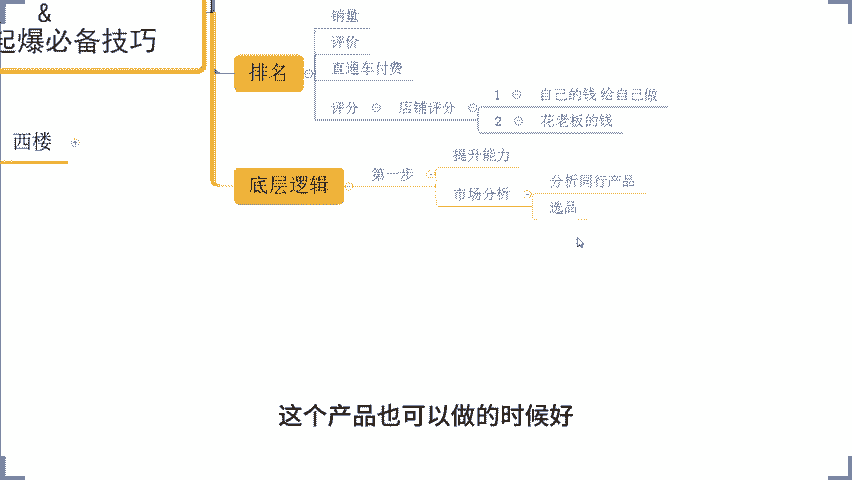 &
起爆必备技巧
西楼
排名
销量
评价
直通车付费
评分
店铺评分
1
自己的钱 给自己做
2
花老板的钱
底层逻辑
第一步
提升能力
市场分析
分析同行产品
选品
这个产品也可以做的时候好